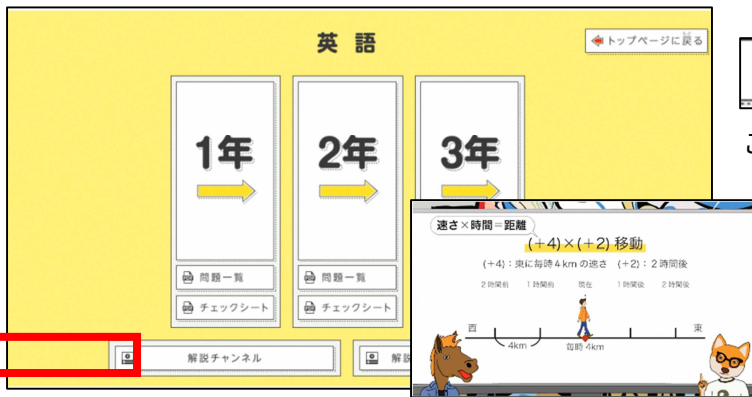 英 語
トップページに戻る
1年
2年
3年
問題一覧
問題一覧
チェックシート
チェックシート
解説チャンネル
解説
速さ×時間=距離
(+4)×(+2) 移動
(+4):東に毎時4kmの速さ (+2):2時間後
2時間前 1時間前 現在 1時間後 2時間後
西 東
4km 毎時 4km